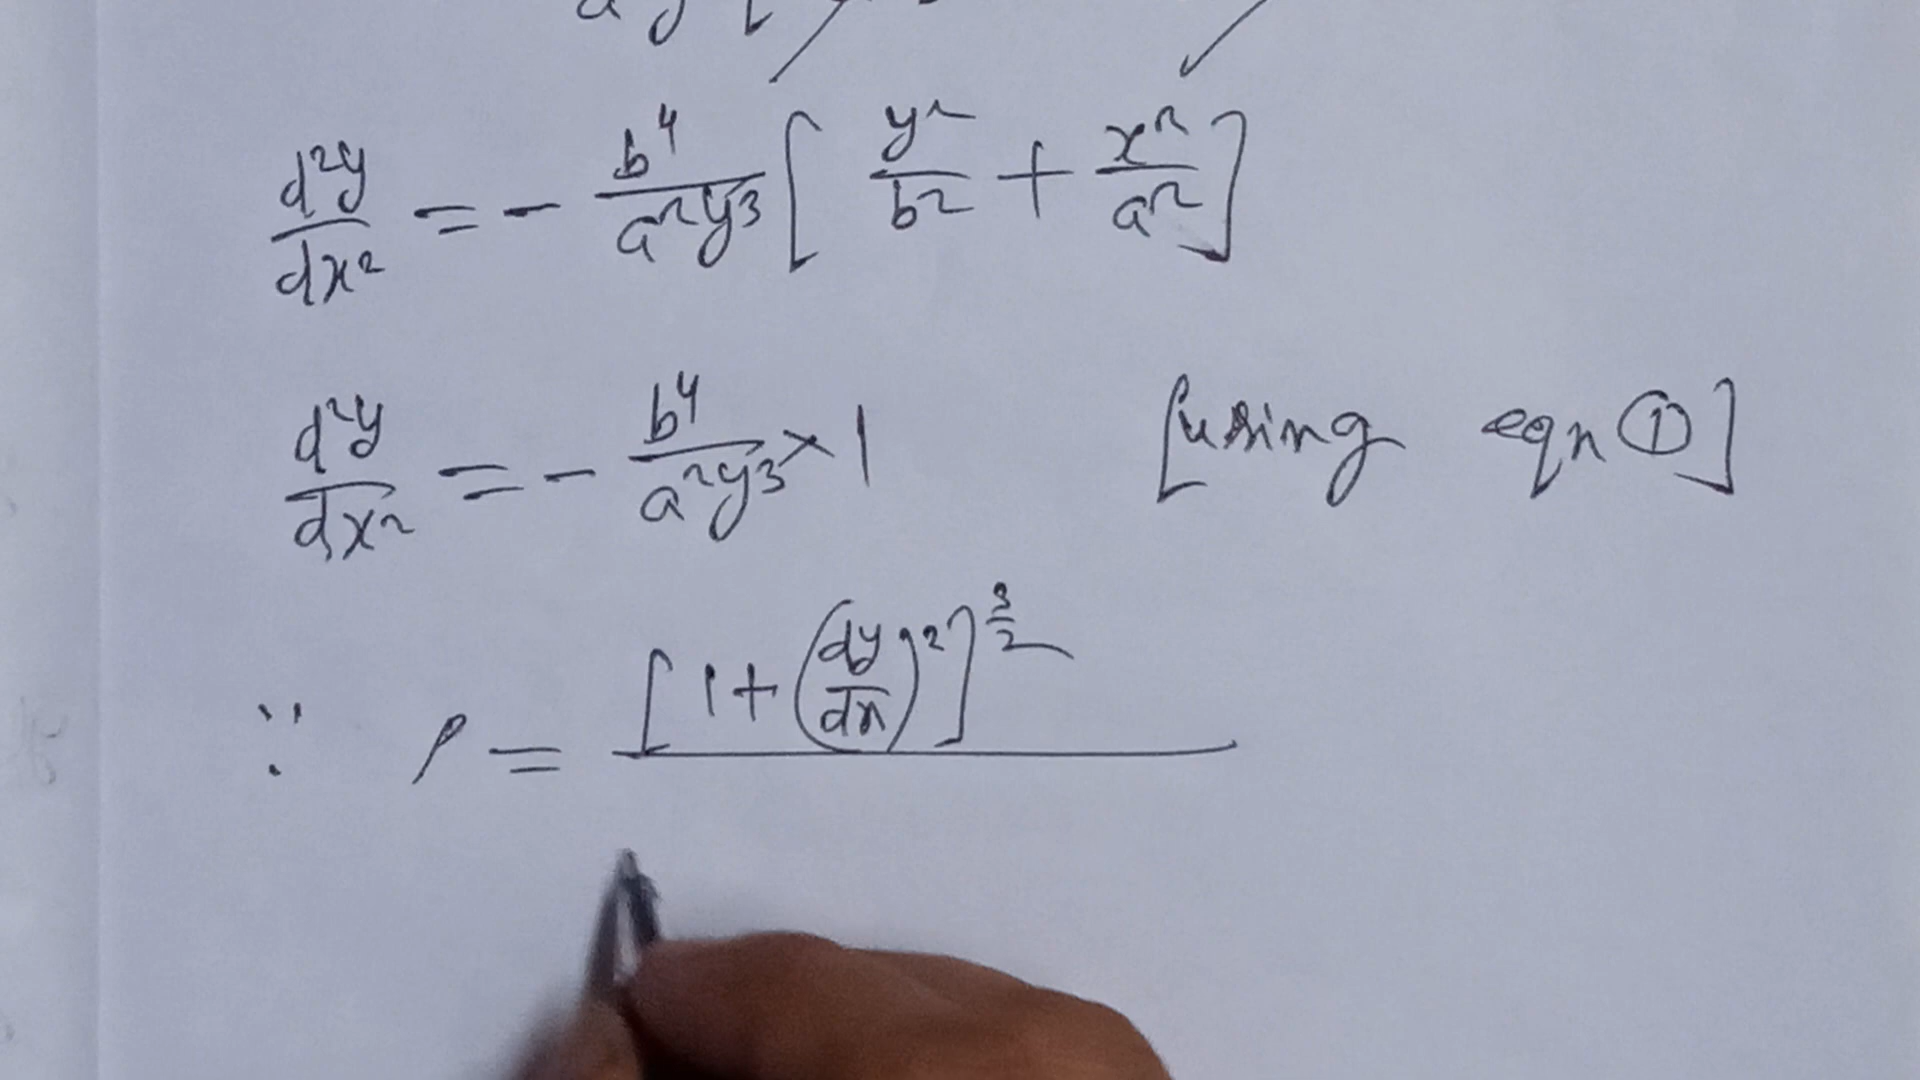 d²y/dx² = - b⁴/a²y³ [ y²/b² + x²/a² ]
d²y/dx² = - b⁴/a²y³ × 1 [using eqn ①]
∵ ρ = [ 1 + (dy/dx)² ]^3/2